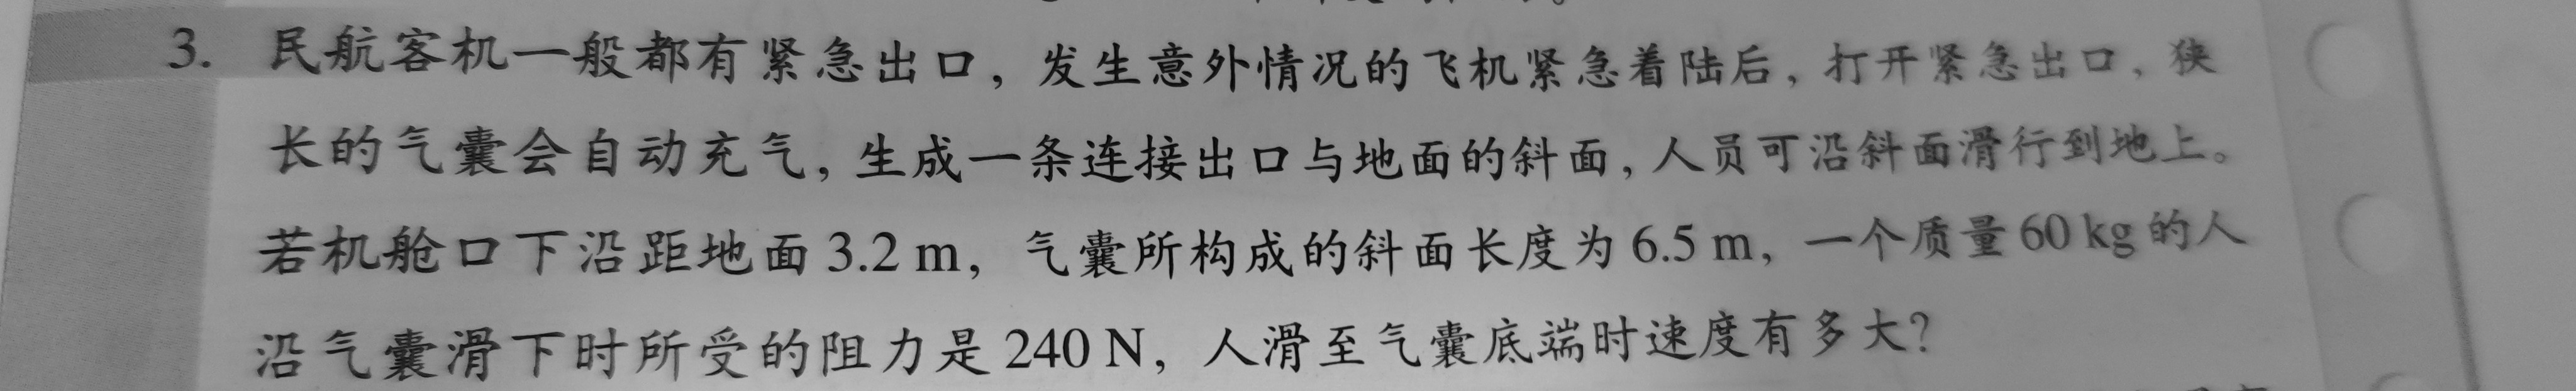 3. 民航客机一般都有紧急出口，发生意外情况的飞机紧急着陆后，打开紧急出口，狭
长的气囊会自动充气，生成一条连接出口与地面的斜面，人员可沿斜面滑行到地上。
若机舱口下沿距地面 3.2 m，气囊所构成的斜面长度为 6.5 m，一个质量 60 kg 的人
沿气囊滑下时所受的阻力是 240 N，人滑至气囊底端时速度有多大？